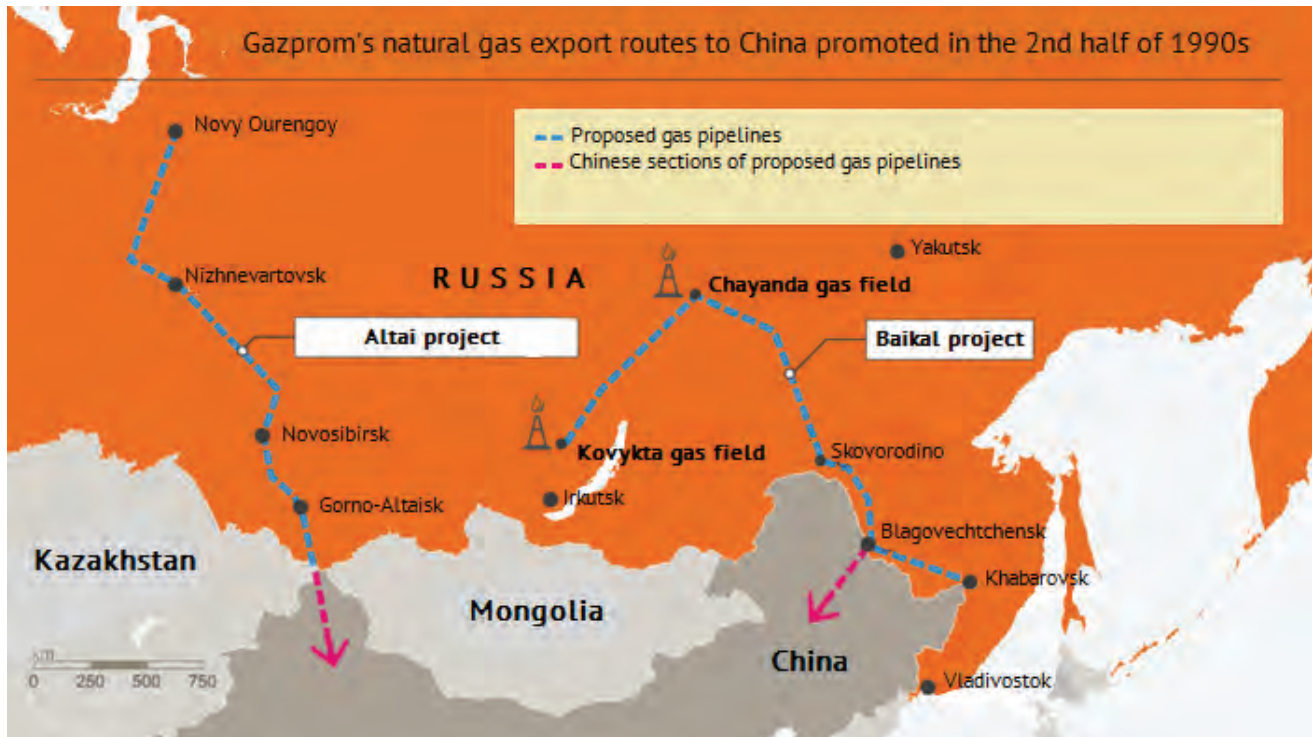 Gazprom's natural gas export routes to China promoted in the 2nd half of 1990s
Novy Ourengoy
Proposed gas pipelines
Chinese sections of proposed gas pipelines
Yakutsk
Nizhnevartovsk
RUSSIA
Chayanda gas field
Altai project
Baikal project
Novosibirsk
Kovykta gas field
Skovorodino
Irkutsk
Gorno-Altaisk
Blagovechtchensk
Kazakhstan
Khabarovsk
Mongolia
China
km
0 250 500 750
Vladivostok